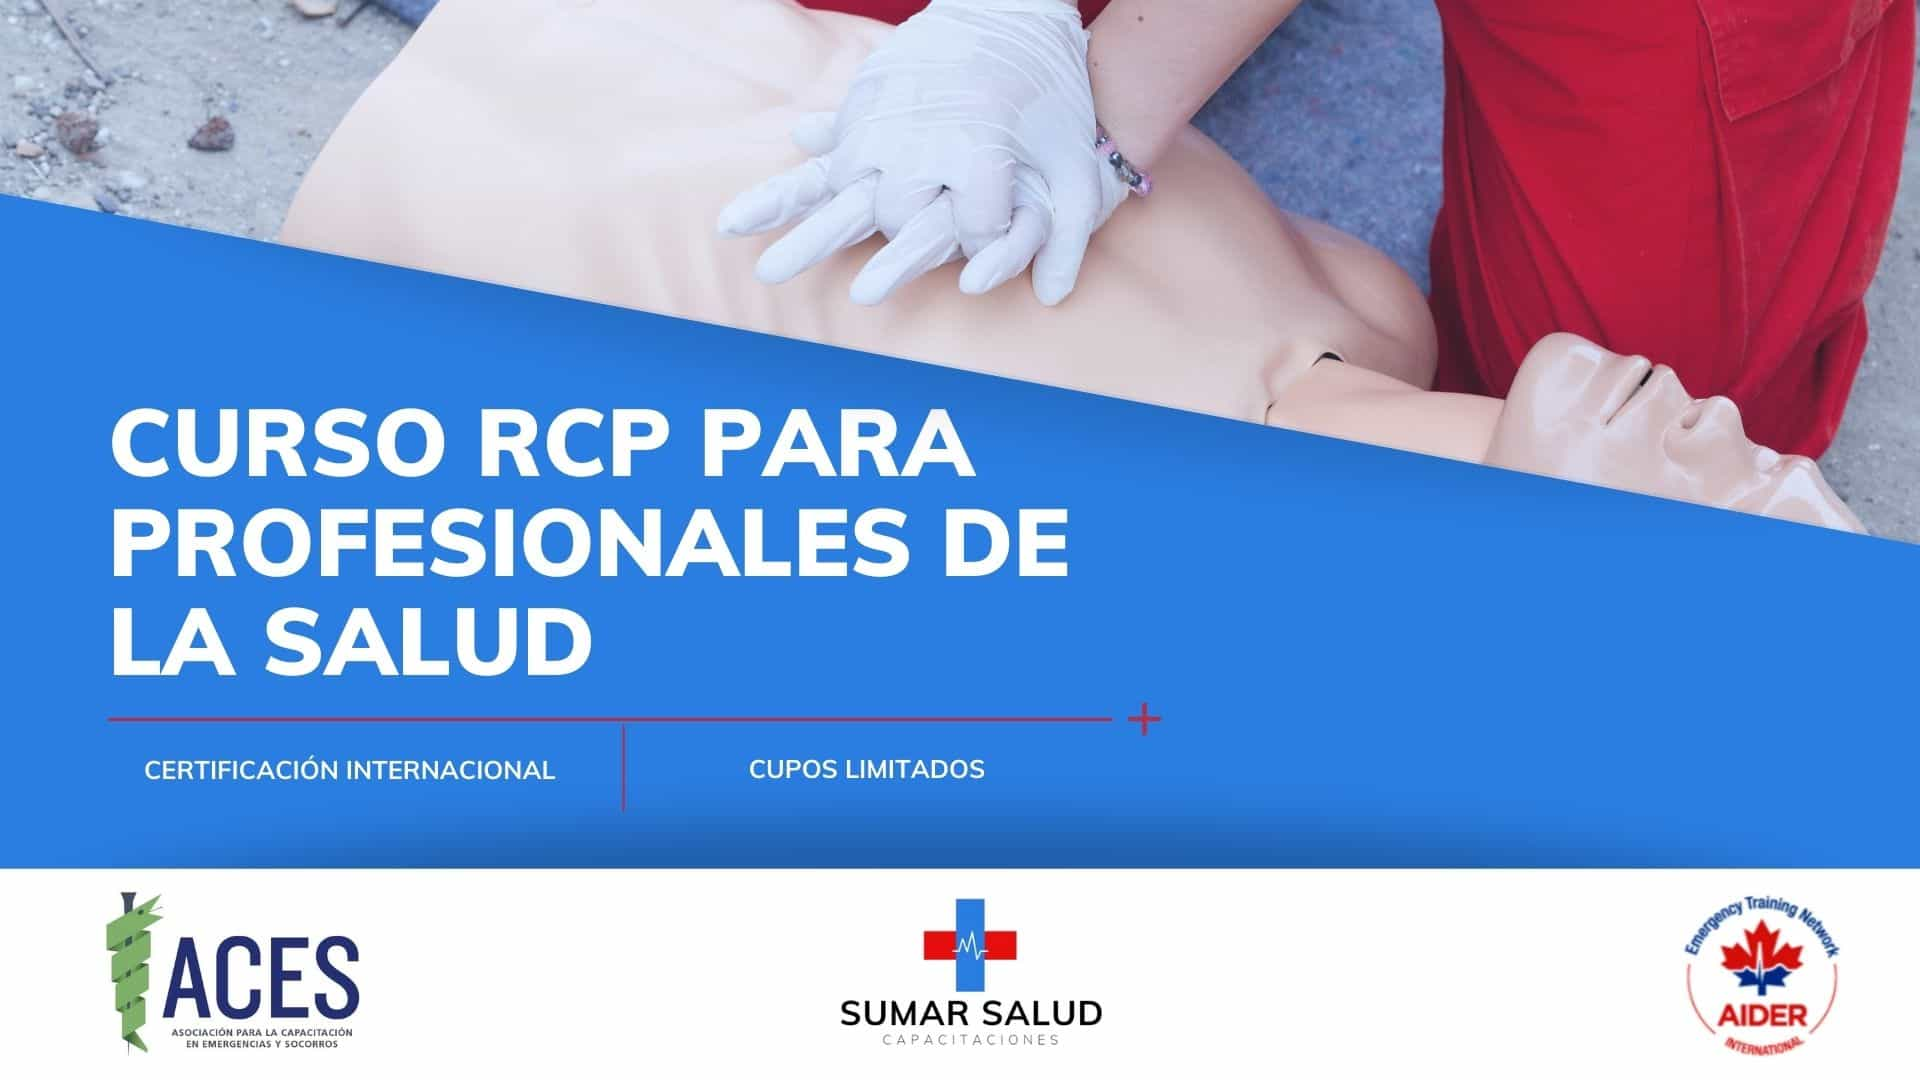 CURSO RCP PARA
PROFESIONALES DE
LA SALUD
CERTIFICACIÓN INTERNACIONAL
CUPOS LIMITADOS
ACES
ASOCIACIÓN PARA LA CAPACITACIÓN
EN EMERGENCIAS Y SOCORROS
SUMAR SALUD
CAPACITACIONES
Emergency Training Network
AIDER
INTERNATIONAL